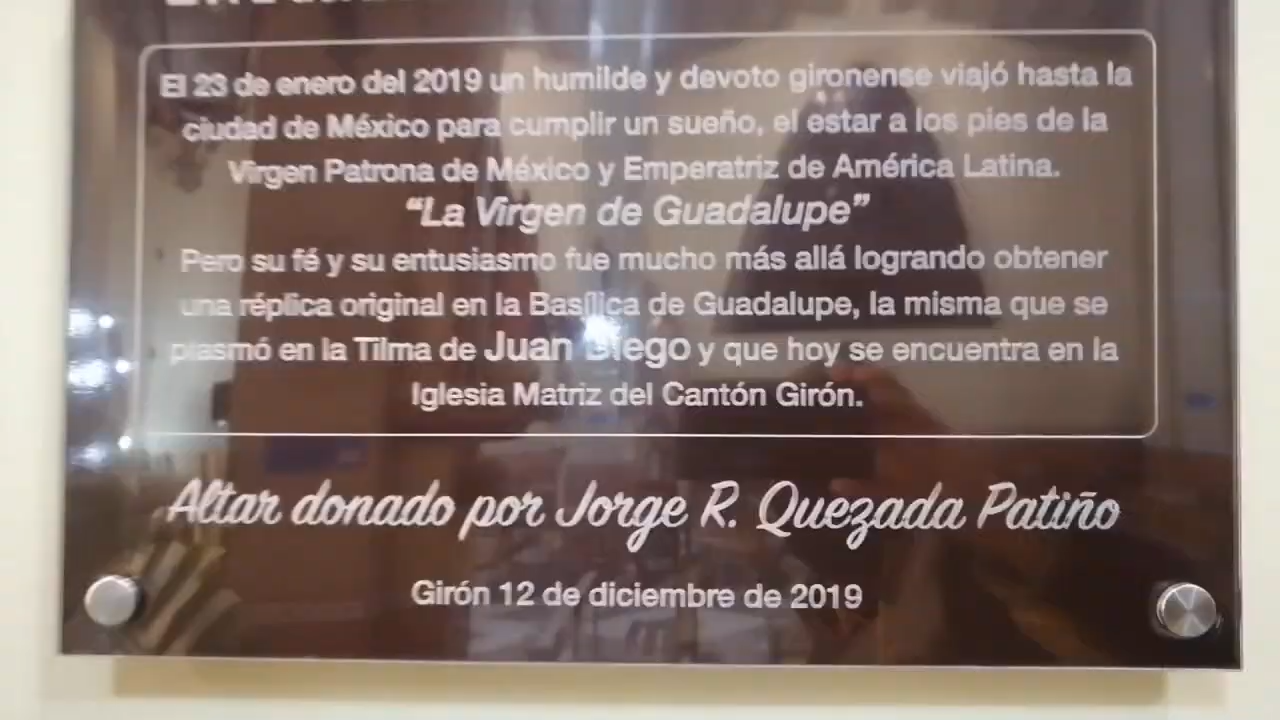 El 23 de enero del 2019 un humilde y devoto gironense viajó hasta la
ciudad de México para cumplir un sueño, el estar a los pies de la
Virgen Patrona de México y Emperatriz de América Latina.
“La Virgen de Guadalupe”
Pero su fé y su entusiasmo fue mucho más allá logrando obtener
una réplica original en la Basílica de Guadalupe, la misma que se
plasmó en la Tilma de Juan Diego y que hoy se encuentra en la
Iglesia Matriz del Cantón Girón.
Altar donado por Jorge R. Quezada Patiño
Girón 12 de diciembre de 2019